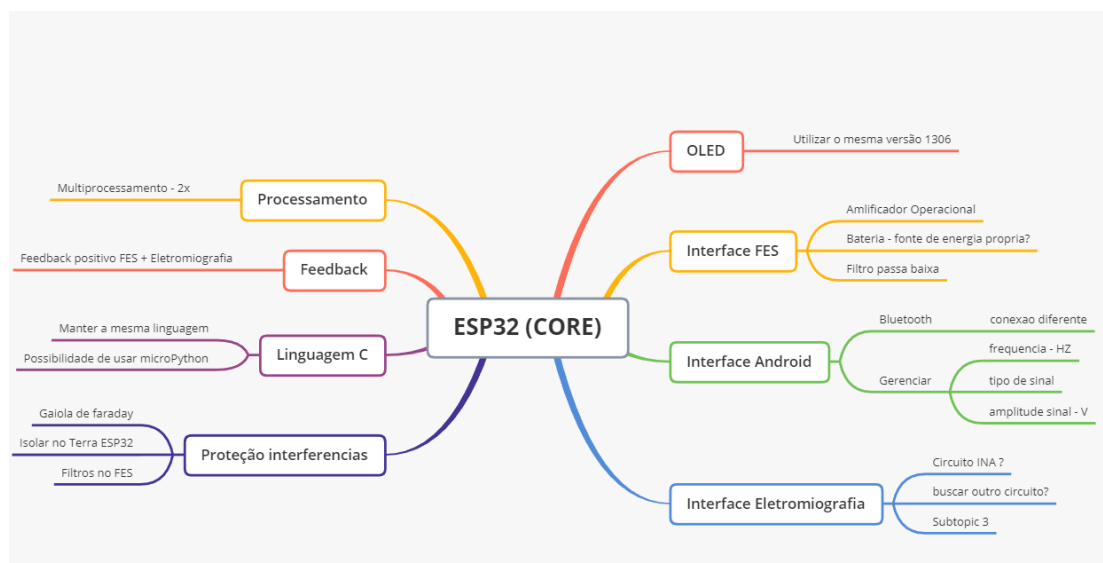 ESP32 (CORE)
Processamento
Multiprocessamento - 2x
Feedback
Feedback positivo FES + Eletromiografia
Linguagem C
Manter a mesma linguagem
Possibilidade de usar microPython
Proteção interferencias
Gaiola de faraday
Isolar no Terra ESP32
Filtros no FES
OLED
Utilizar o mesma versão 1306
Interface FES
Amlificador Operacional
Bateria - fonte de energia propria?
Filtro passa baixa
Interface Android
Bluetooth
conexao diferente
Gerenciar
frequencia - HZ
tipo de sinal
amplitude sinal - V
Interface Eletromiografia
Circuito INA ?
buscar outro circuito?
Subtopic 3